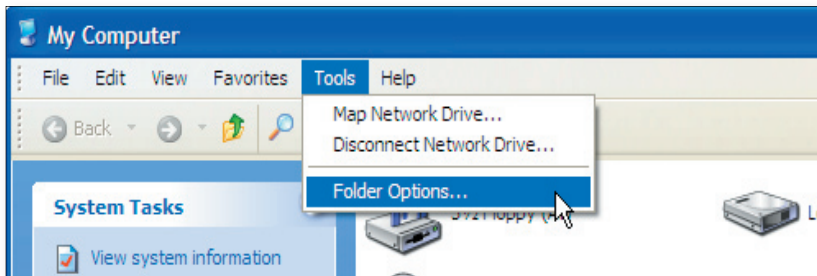 My Computer
File Edit View Favorites Tools Help
Back
Map Network Drive...
Disconnect Network Drive...
Folder Options...
System Tasks
View system information